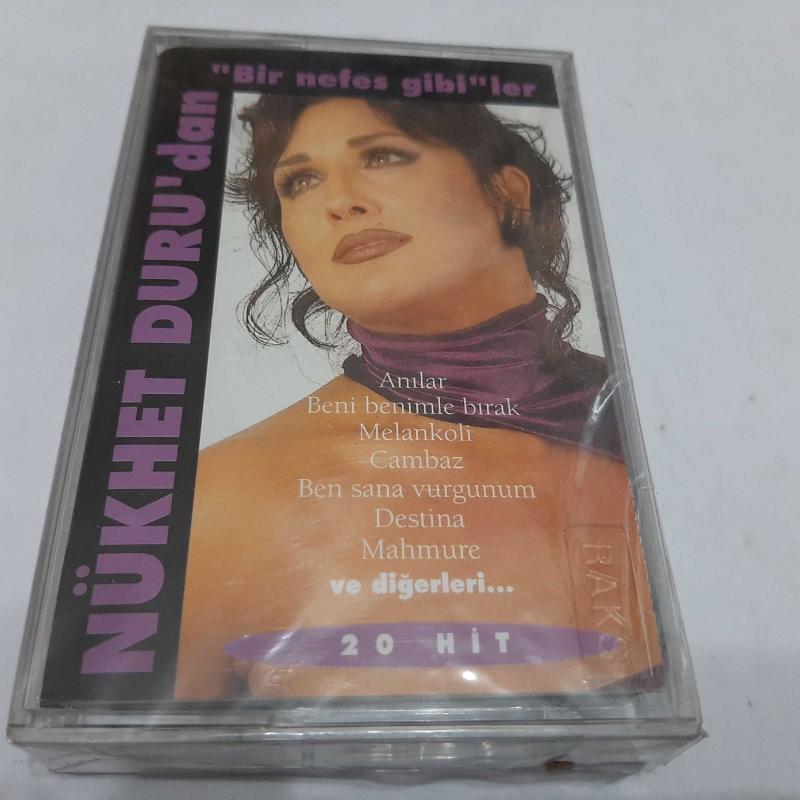 "Bir nefes gibi"ler
NÜKHET DURU'dan
Anılar
Beni benimle bırak
Melankoli
Cambaz
Ben sana vurgunum
Destina
Mahmure
ve diğerleri...
20 HİT
RAKS